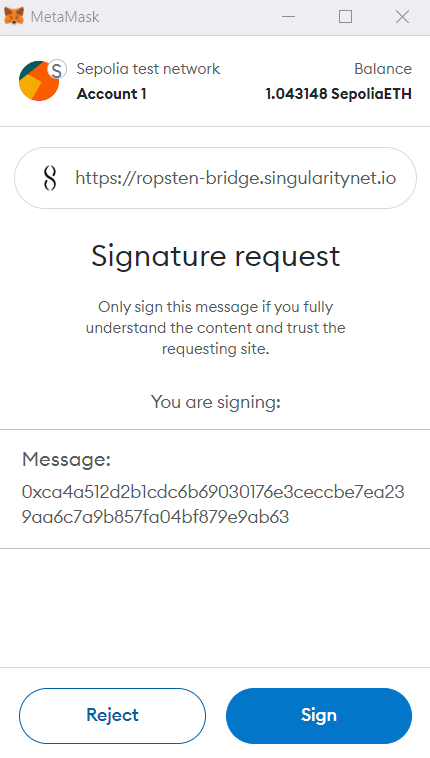 MetaMask
Sepolia test network Balance
S
Account 1 1.043148 SepoliaETH
https://ropsten-bridge.singularitynet.io
Signature request
Only sign this message if you fully
understand the content and trust the
requesting site.
You are signing:
Message:
0xca4a512d2b1cdc6b69030176e3ceccbe7ea23
9aa6c7a9b857fa04bf879e9ab63
Reject Sign